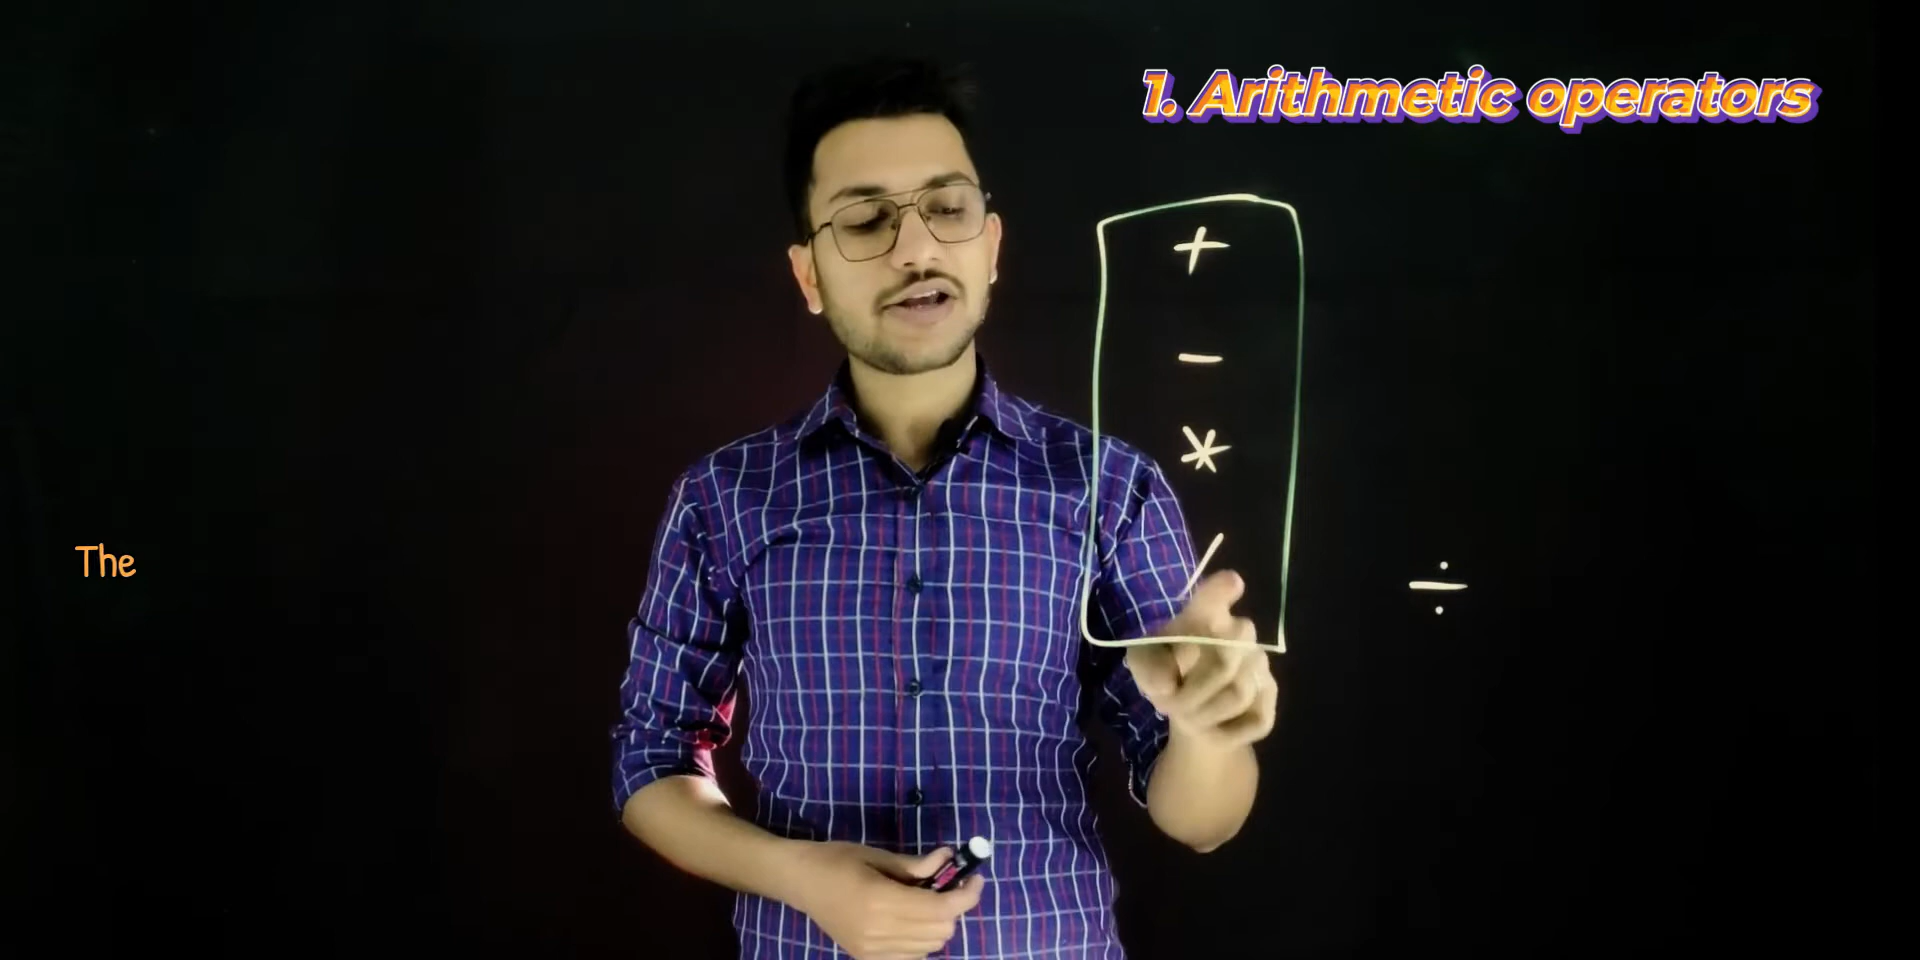 1. Arithmetic operators
+
-
*
/
÷
The